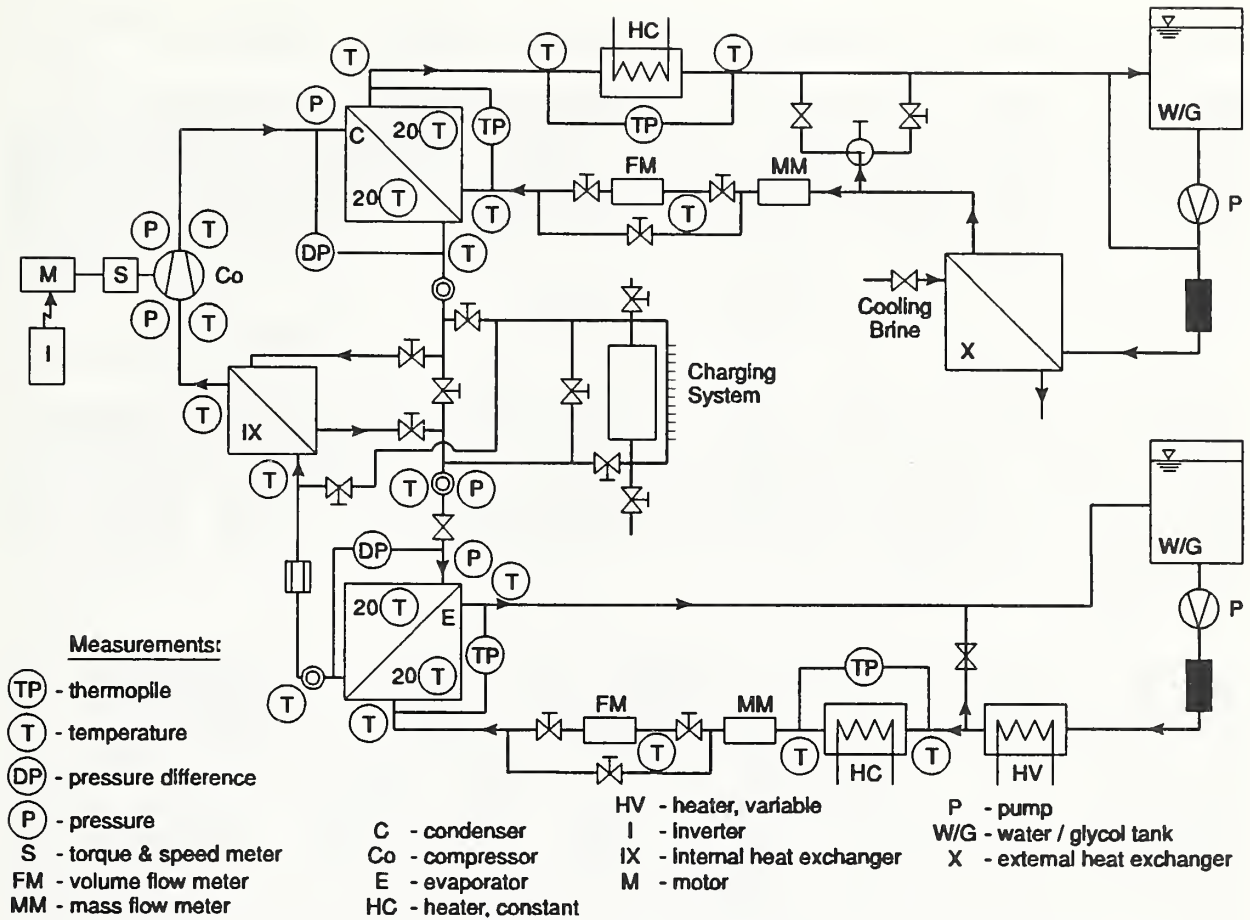 HC
T
T
T
P
C
20 T
TP
TP
W/G
FM
MM
20 T
T
T
P
P
T
DP
T
M
S
Co
P
T
Cooling
Brine
I
X
Charging
System
T
IX
T
T
P
W/G
DP
P
T
20 T
E
P
TP
20 T
TP
T
T
FM
MM
T
T
T
HC
HV
Measurements:
TP - thermopile
T - temperature
DP - pressure difference
P - pressure
S - torque & speed meter
FM - volume flow meter
MM - mass flow meter
C - condenser
Co - compressor
E - evaporator
HC - heater, constant
HV - heater, variable
I - inverter
IX - internal heat exchanger
M - motor
P - pump
W/G - water / glycol tank
X - external heat exchanger